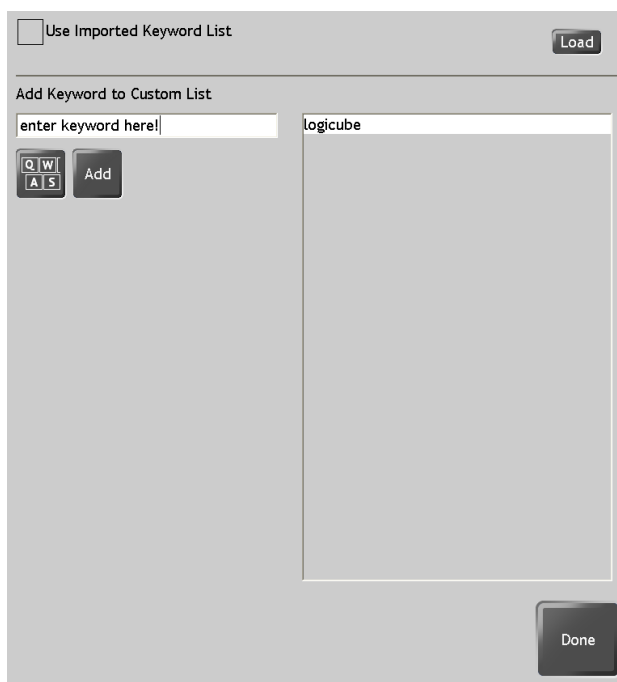 Use Imported Keyword List
Load
Add Keyword to Custom List
enter keyword here!
logicube
Q W
A S
Add
Done